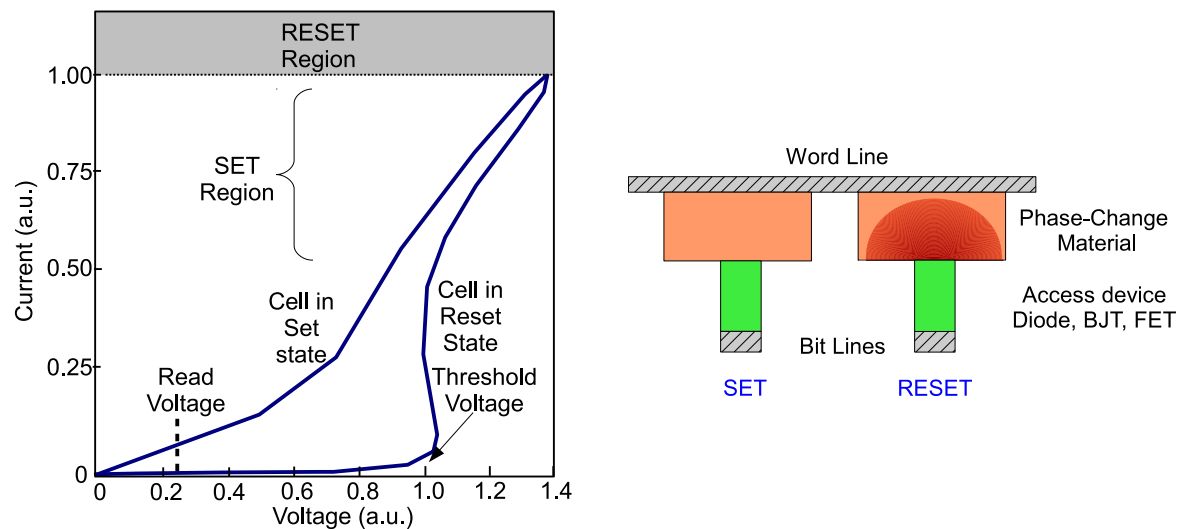 RESET
Region
1.00
0.75
0.50
0.25
0
Current (a.u.)
SET
Region
Cell in
Set
state
Cell in
Reset
State
Read
Voltage
Threshold
Voltage
0 0.2 0.4 0.6 0.8 1.0 1.2 1.4
Voltage (a.u.)
Word Line
Phase-Change
Material
Access device
Diode, BJT, FET
Bit Lines
SET
RESET